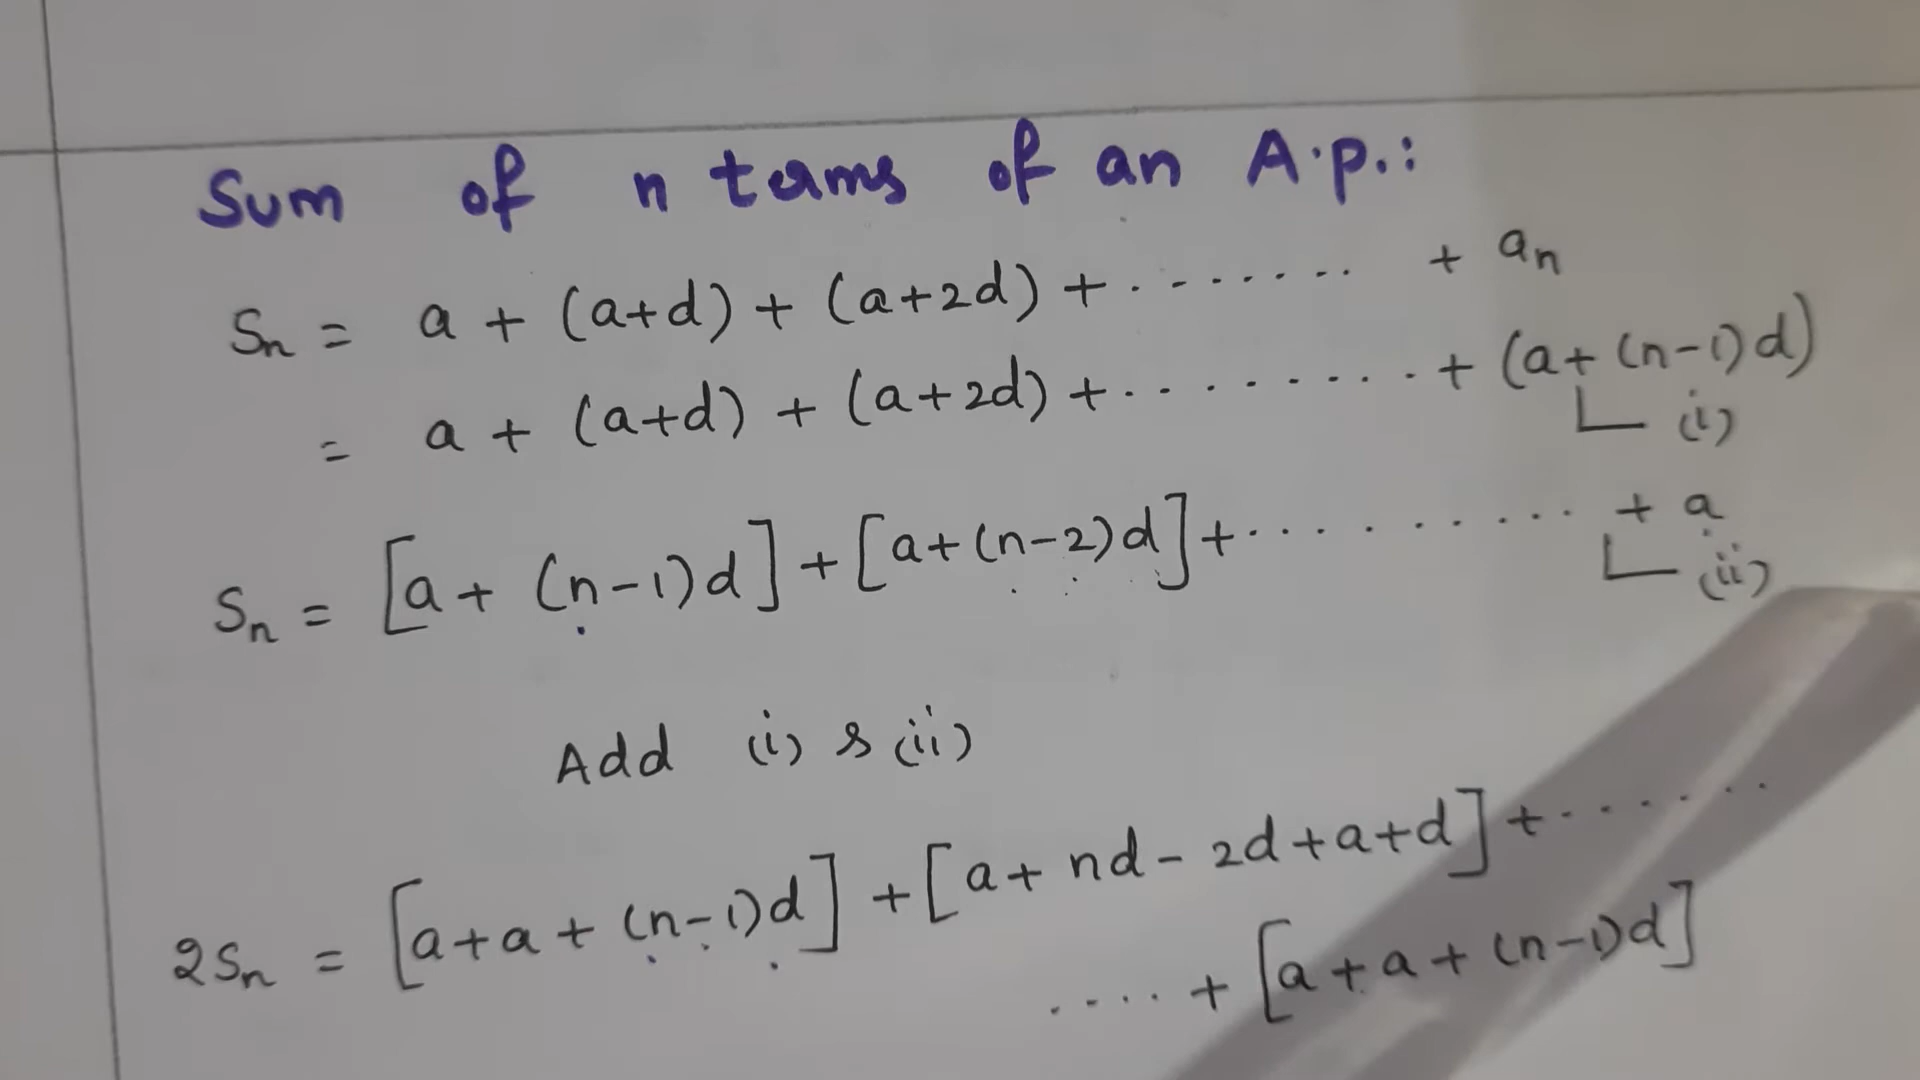 Sum of n terms of an A.p.:
Sn = a + (a+d) + (a+2d) + ........ + an
= a + (a+d) + (a+2d) + ......... + (a+(n-1)d)
(i)
Sn = [a + (n-1)d] + [a+(n-2)d] + .......... + a
(ii)
Add (i) & (ii)
2Sn = [a+a+(n-1)d] + [a+nd-2d+a+d] + .......
.... + [a+a+(n-1)d]